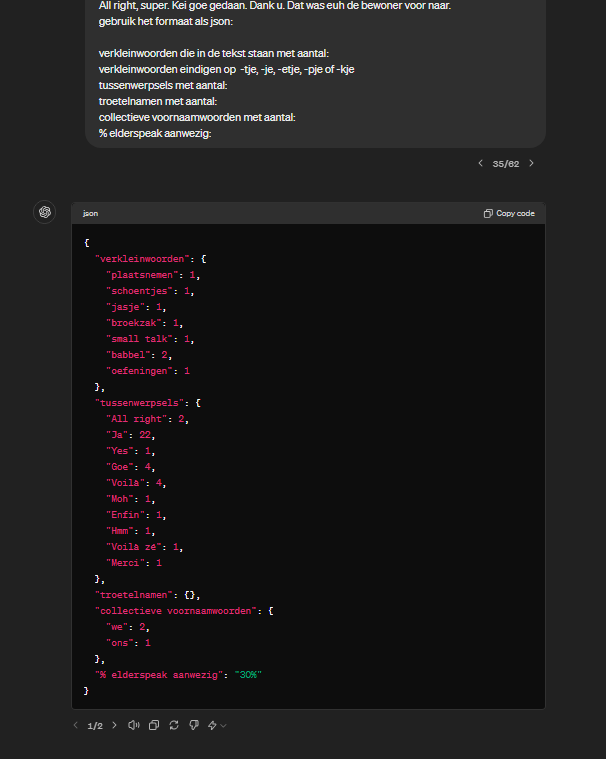 All right, super. Kei goe gedaan. Dank u. Dat was euh de bewoner voor naar.
gebruik het formaat als json:
verkleinwoorden die in de tekst staan met aantal:
verkleinwoorden eindigen op -tje, -je, -etje, -pje of -kje
tussenwerpsels met aantal:
troetelnamen met aantal:
collectieve voornaamwoorden met aantal:
% elderspeak aanwezig:
35/62
json
Copy code
{
"verkleinwoorden": {
"plaatsnemen": 1,
"schoentjes": 1,
"jasje": 1,
"broekzak": 1,
"small talk": 1,
"babbel": 2,
"oefeningen": 1
},
"tussenwerpsels": {
"All right": 2,
"Ja": 22,
"Yes": 1,
"Goe": 4,
"Voilà": 4,
"Moh": 1,
"Enfin": 1,
"Hmm": 1,
"Voilà zé": 1,
"Merci": 1
},
"troetelnamen": {},
"collectieve voornaamwoorden": {
"we": 2,
"ons": 1
},
"% elderspeak aanwezig": "30%"
}
1/2